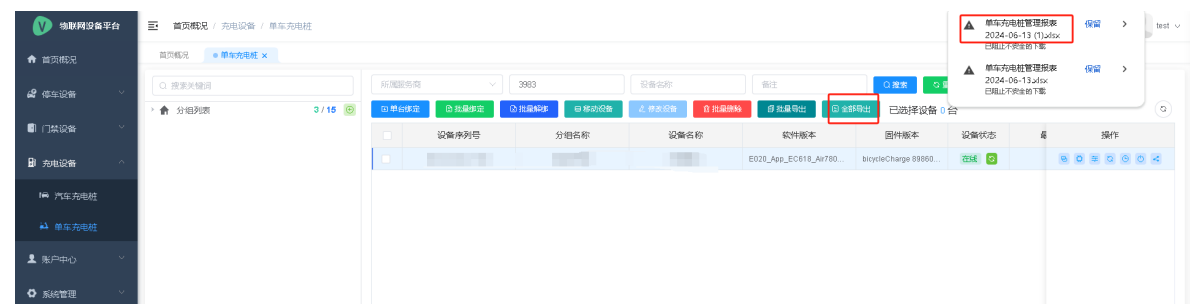 物联网设备平台
首页概况 / 充电设备 / 单车充电桩
单车充电桩管理报表
2024-06-13 (1).xlsx
已阻止不安全的下载
保留
test
单车充电桩管理报表
2024-06-13.xlsx
已阻止不安全的下载
保留
首页概况
单车充电桩 ×
首页概况
停车设备
门禁设备
充电设备
汽车充电桩
单车充电桩
账户中心
系统管理
搜索关键词
分组列表 3 / 15
所属服务商 3983 设备名称 备注 搜索
单台绑定 批量绑定 批量解绑 移动设备 修改设备 批量删除 批量导出 全部导出 已选择设备 0 台
设备序列号 分组名称 设备名称 软件版本 固件版本 设备状态 操作
E020_App_EC618_Air780... bicycleCharge 89860... 在线